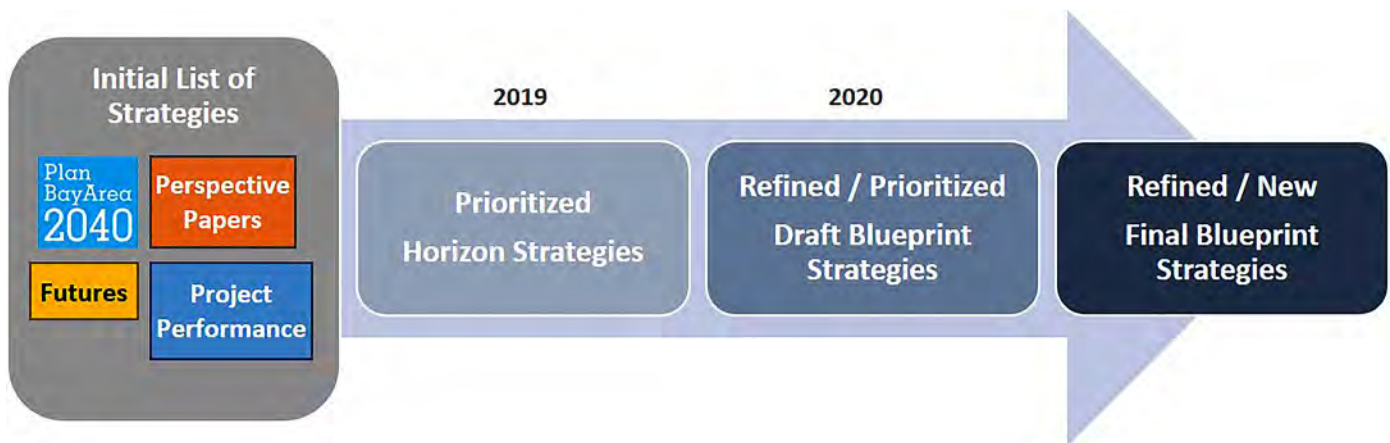 Initial List of
Strategies
Plan
BayArea
2040
Perspective
Papers
Futures
Project
Performance
2019
2020
Prioritized
Horizon Strategies
Refined / Prioritized
Draft Blueprint
Strategies
Refined / New
Final Blueprint
Strategies